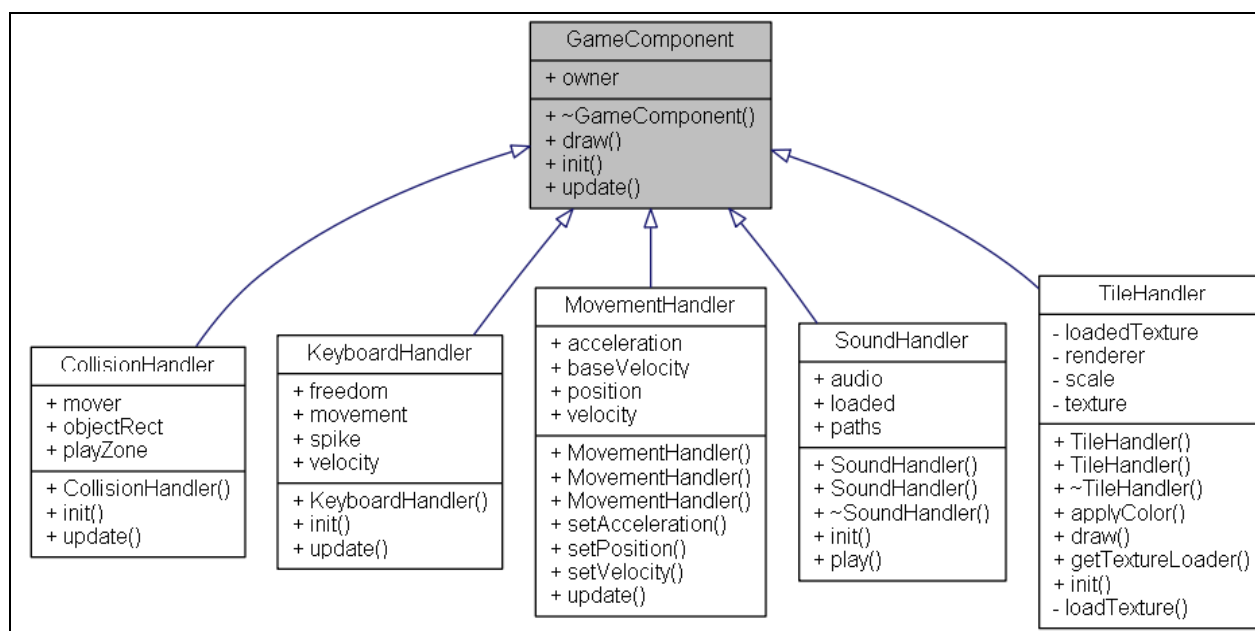 GameComponent
+ owner
+ ~GameComponent()
+ draw()
+ init()
+ update()
CollisionHandler
+ mover
+ objectRect
+ playZone
+ CollisionHandler()
+ init()
+ update()
KeyboardHandler
+ freedom
+ movement
+ spike
+ velocity
+ KeyboardHandler()
+ init()
+ update()
MovementHandler
+ acceleration
+ baseVelocity
+ position
+ velocity
+ MovementHandler()
+ MovementHandler()
+ MovementHandler()
+ setAcceleration()
+ setPosition()
+ setVelocity()
+ update()
SoundHandler
+ audio
+ loaded
+ paths
+ SoundHandler()
+ SoundHandler()
+ ~SoundHandler()
+ init()
+ play()
TileHandler
- loadedTexture
- renderer
- scale
- texture
+ TileHandler()
+ TileHandler()
+ ~TileHandler()
+ applyColor()
+ draw()
+ getTextureLoader()
+ init()
- loadTexture()